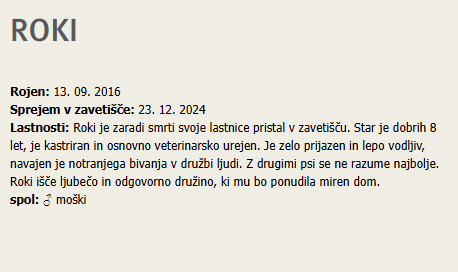 ROKI
Rojen: 13. 09. 2016
Sprejem v zavetišče: 23. 12. 2024
Lastnosti: Roki je zaradi smrti svoje lastnice pristal v zavetišču. Star je dobrih 8
let, je kastriran in osnovno veterinarsko urejen. Je zelo prijazen in lepo vodljiv,
navajen je notranjega bivanja v družbi ljudi. Z drugimi psi se ne razume najbolje.
Roki išče ljubečo in odgovorno družino, ki mu bo ponudila miren dom.
spol: ♂ moški